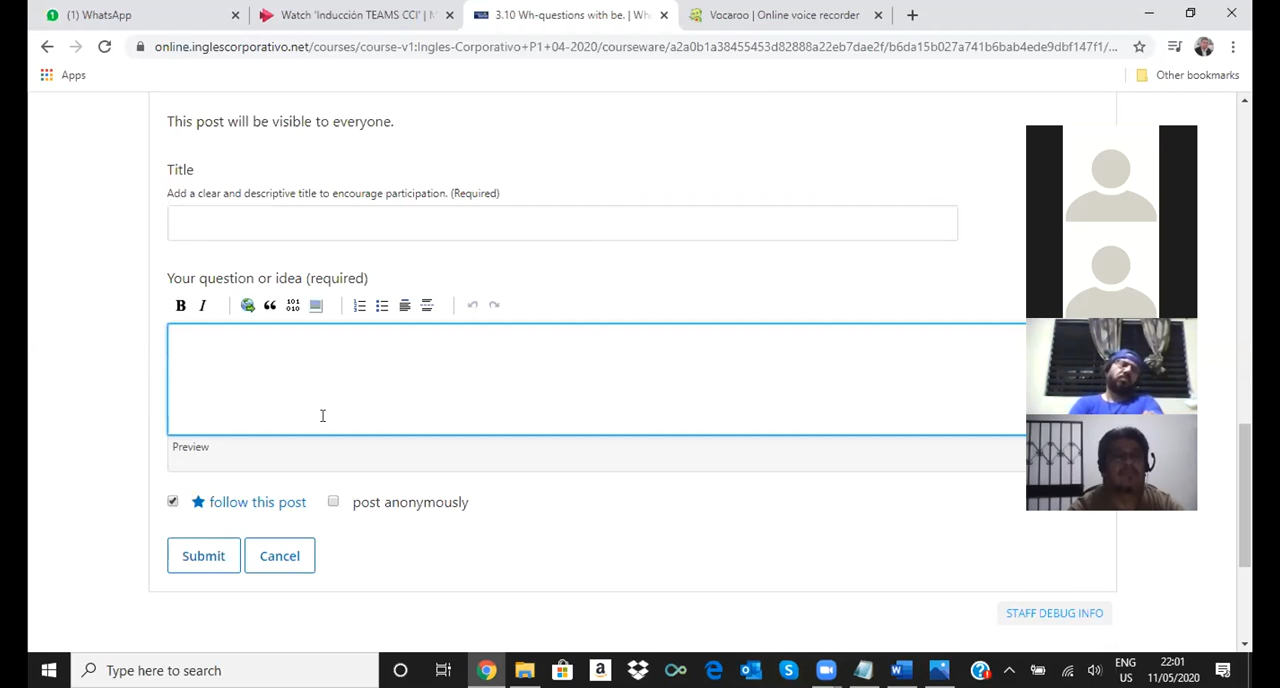 (1) WhatsApp
Watch 'Inducción TEAMS CCI' | M
3.10 Wh-questions with be. | Wh
Vocaroo | Online voice recorder
online.inglescorporativo.net/courses/course-v1:Ingles-Corporativo+P1+04-2020/courseware/a2a0b1a38455453d82888a22eb7dae2f/b6da15b027a741b6bab4ede9dbf147f1/...
Apps
Other bookmarks
This post will be visible to everyone.
Title
Add a clear and descriptive title to encourage participation. (Required)
Your question or idea (required)
B I
Preview
follow this post
post anonymously
Submit
Cancel
STAFF DEBUG INFO
Type here to search
ENG
US
22:01
11/05/2020